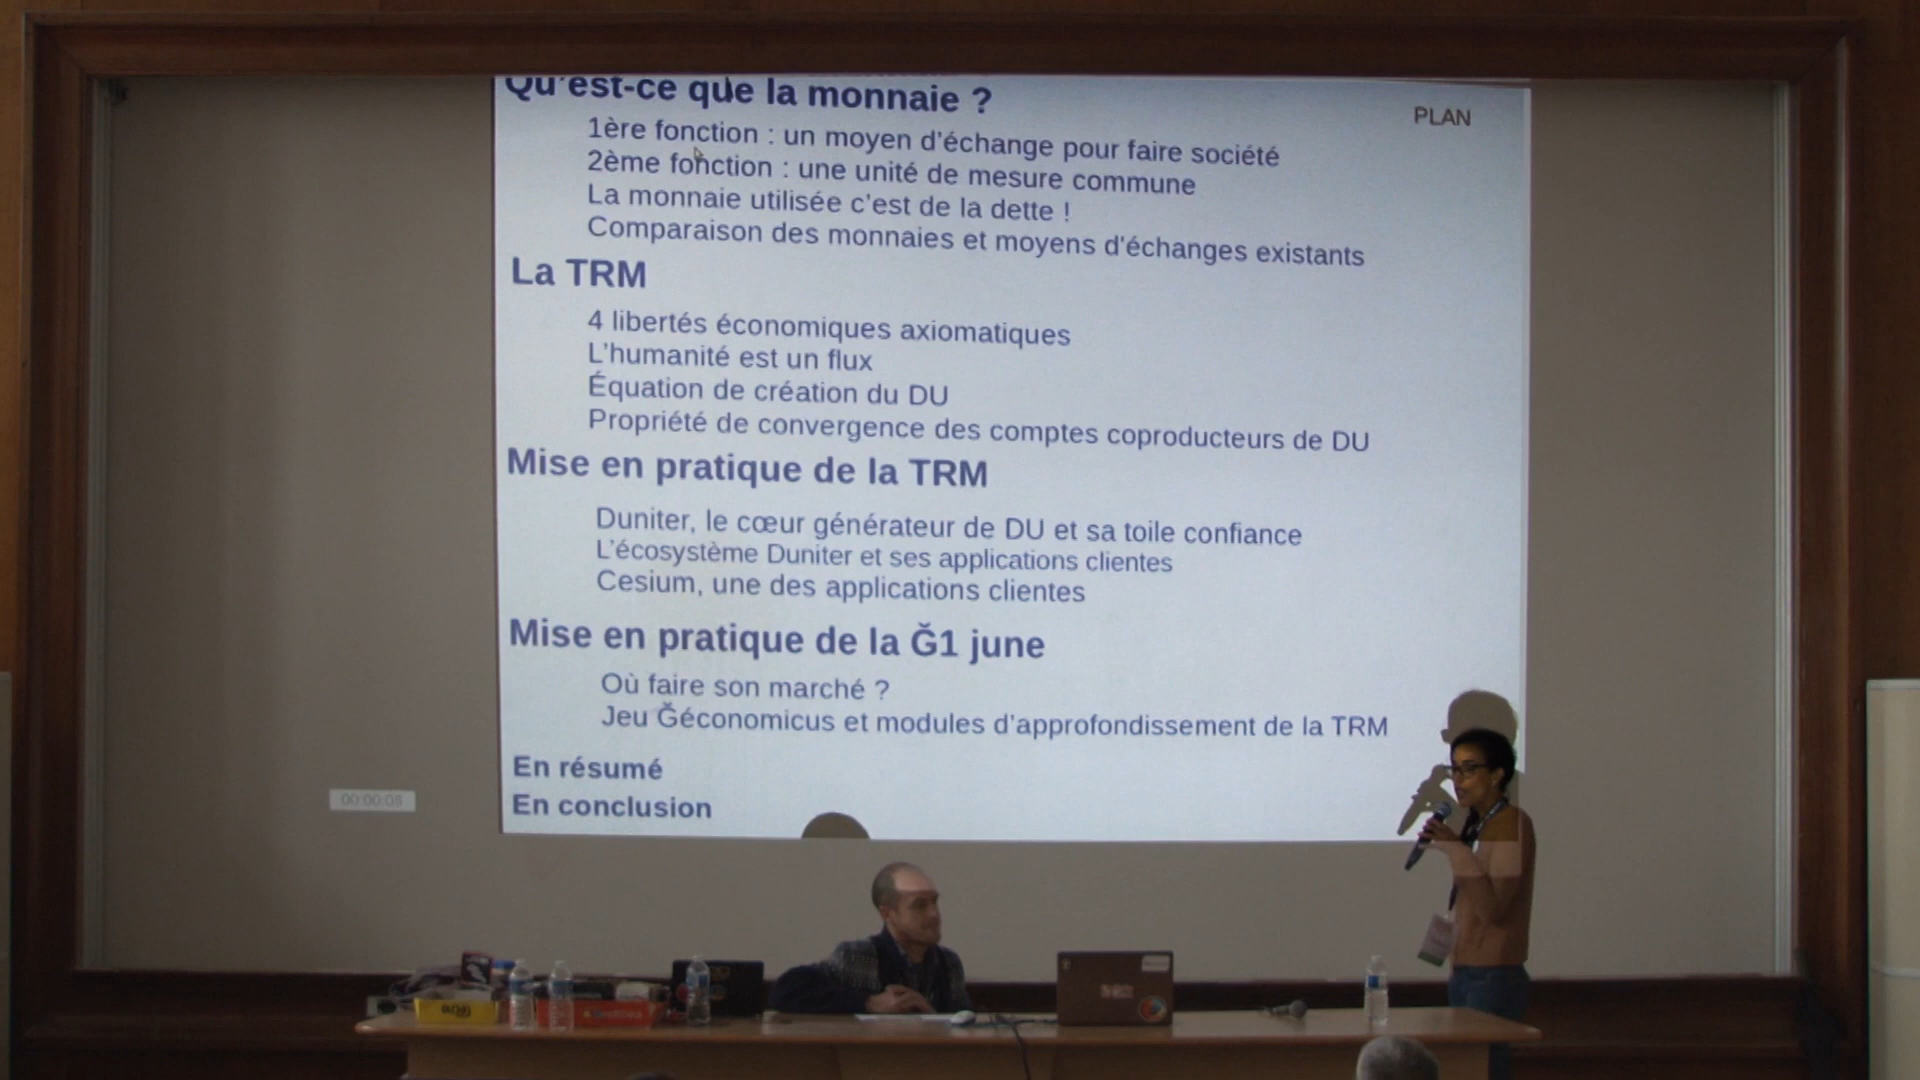 Qu'est-ce que la monnaie ?
PLAN
1ère fonction : un moyen d'échange pour faire société
2ème fonction : une unité de mesure commune
La monnaie utilisée c'est de la dette !
Comparaison des monnaies et moyens d'échanges existants
La TRM
4 libertés économiques axiomatiques
L'humanité est un flux
Équation de création du DU
Propriété de convergence des comptes coproducteurs de DU
Mise en pratique de la TRM
Duniter, le cœur générateur de DU et sa toile confiance
L'écosystème Duniter et ses applications clientes
Cesium, une des applications clientes
Mise en pratique de la Ğ1 june
Où faire son marché ?
Jeu Ğéconomicus et modules d'approfondissement de la TRM
En résumé
En conclusion
00:00:08